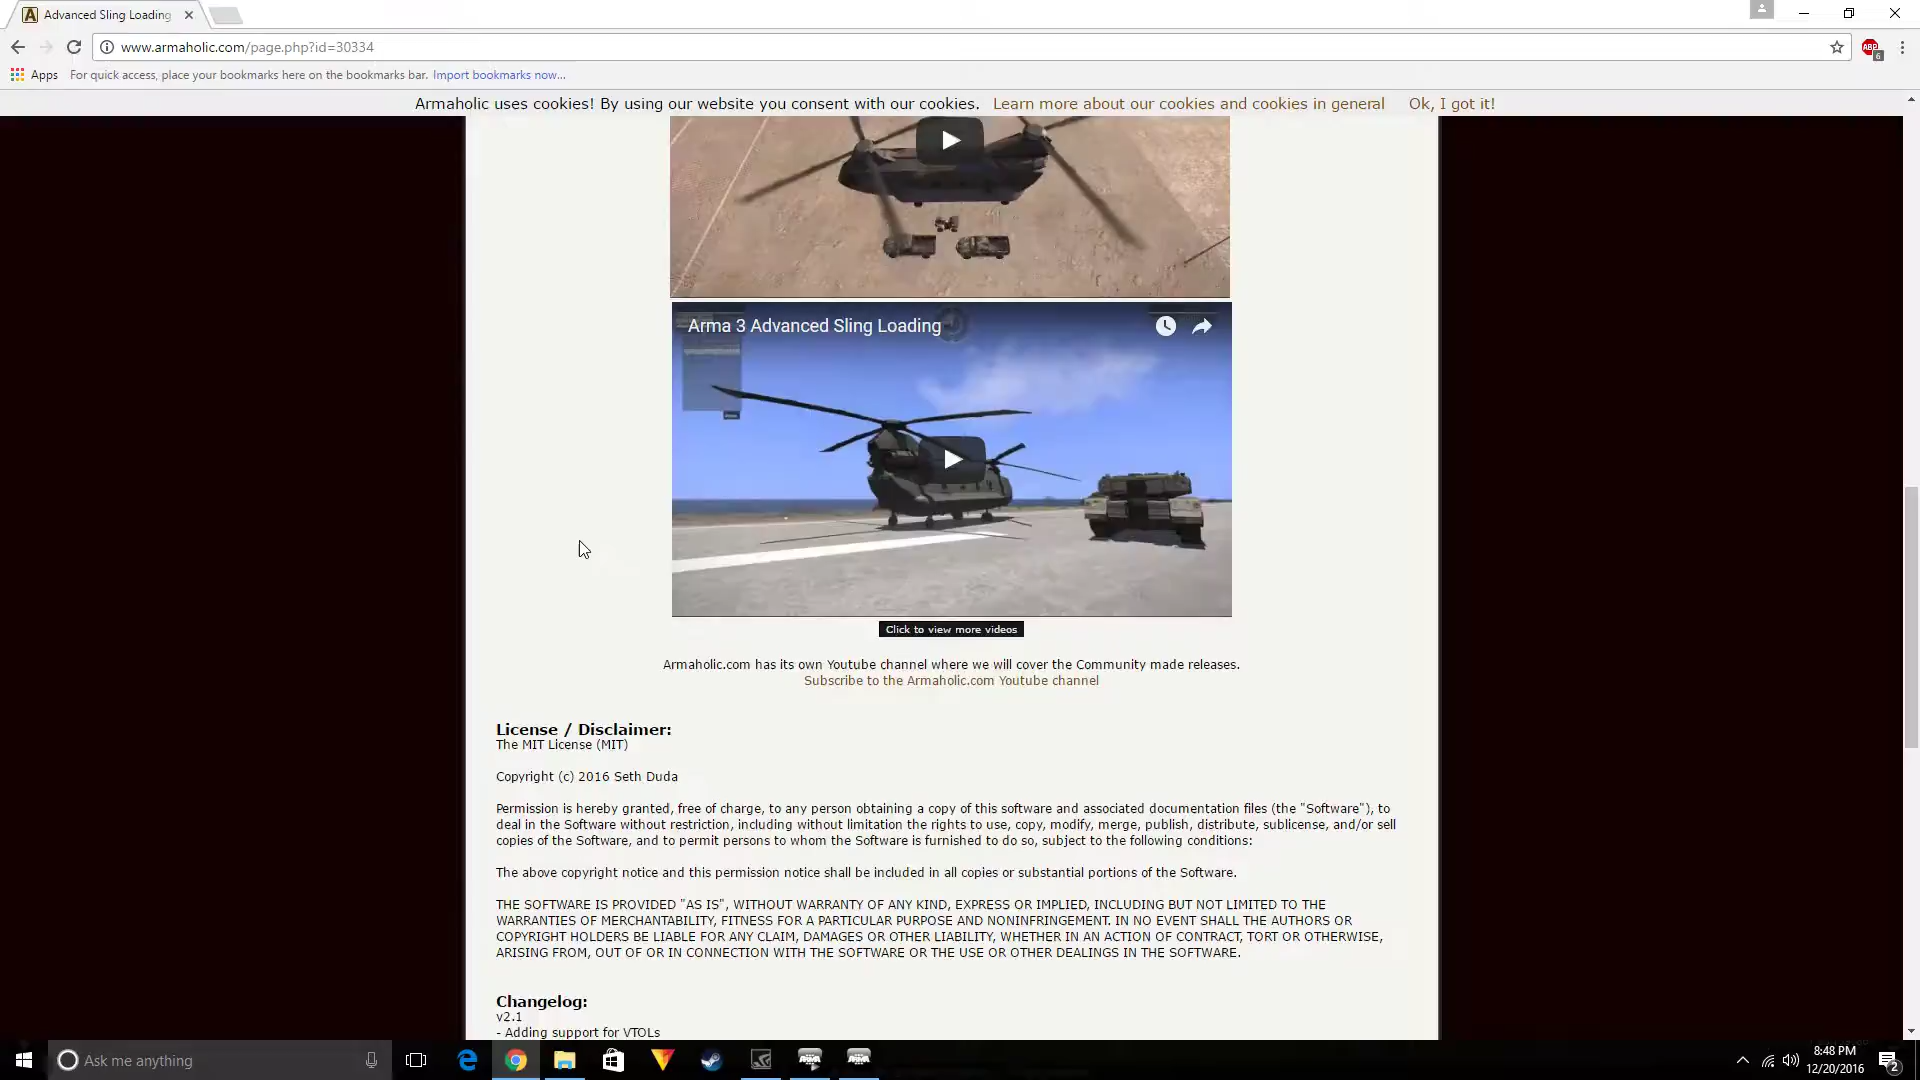 Advanced Sling Loading
www.armaholic.com/page.php?id=30334
ABP
6
Apps
For quick access, place your bookmarks here on the bookmarks bar. Import bookmarks now...
Armaholic uses cookies! By using our website you consent with our cookies. Learn more about our cookies and cookies in general Ok, I got it!
Arma 3 Advanced Sling Loading
Click to view more videos
Armaholic.com has its own Youtube channel where we will cover the Community made releases.
Subscribe to the Armaholic.com Youtube channel
License / Disclaimer:
The MIT License (MIT)
Copyright (c) 2016 Seth Duda
Permission is hereby granted, free of charge, to any person obtaining a copy of this software and associated documentation files (the "Software"), to
deal in the Software without restriction, including without limitation the rights to use, copy, modify, merge, publish, distribute, sublicense, and/or sell
copies of the Software, and to permit persons to whom the Software is furnished to do so, subject to the following conditions:
The above copyright notice and this permission notice shall be included in all copies or substantial portions of the Software.
THE SOFTWARE IS PROVIDED "AS IS", WITHOUT WARRANTY OF ANY KIND, EXPRESS OR IMPLIED, INCLUDING BUT NOT LIMITED TO THE
WARRANTIES OF MERCHANTABILITY, FITNESS FOR A PARTICULAR PURPOSE AND NONINFRINGEMENT. IN NO EVENT SHALL THE AUTHORS OR
COPYRIGHT HOLDERS BE LIABLE FOR ANY CLAIM, DAMAGES OR OTHER LIABILITY, WHETHER IN AN ACTION OF CONTRACT, TORT OR OTHERWISE,
ARISING FROM, OUT OF OR IN CONNECTION WITH THE SOFTWARE OR THE USE OR OTHER DEALINGS IN THE SOFTWARE.
Changelog:
v2.1
- Adding support for VTOLs
Ask me anything
8:48 PM
12/20/2016
2